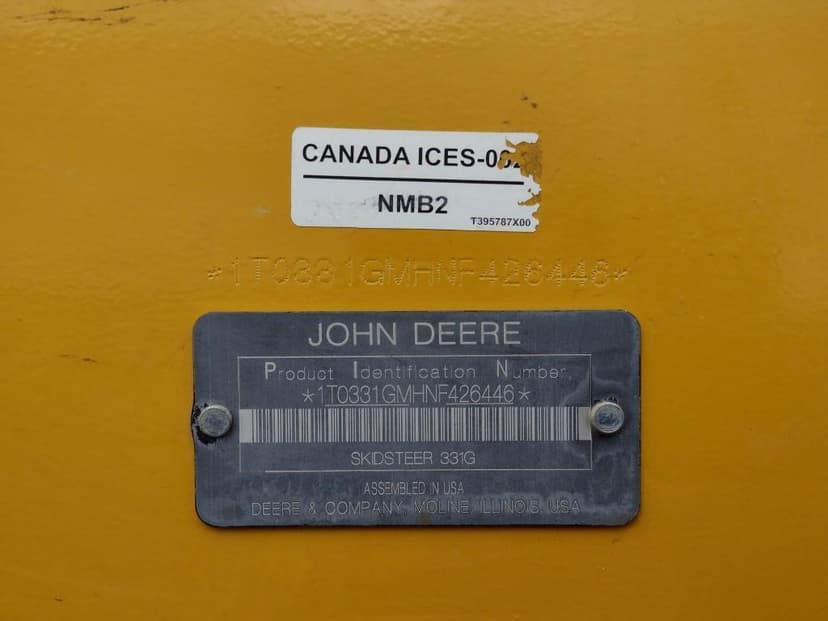 CANADA ICES-002
NMB2
T395787X00
*1T0331GMHNF426446*
JOHN DEERE
Product Identification Number
*1T0331GMHNF426446*
SKIDSTEER 331G
ASSEMBLED IN USA
DEERE & COMPANY, MOLINE, ILLINOIS, USA